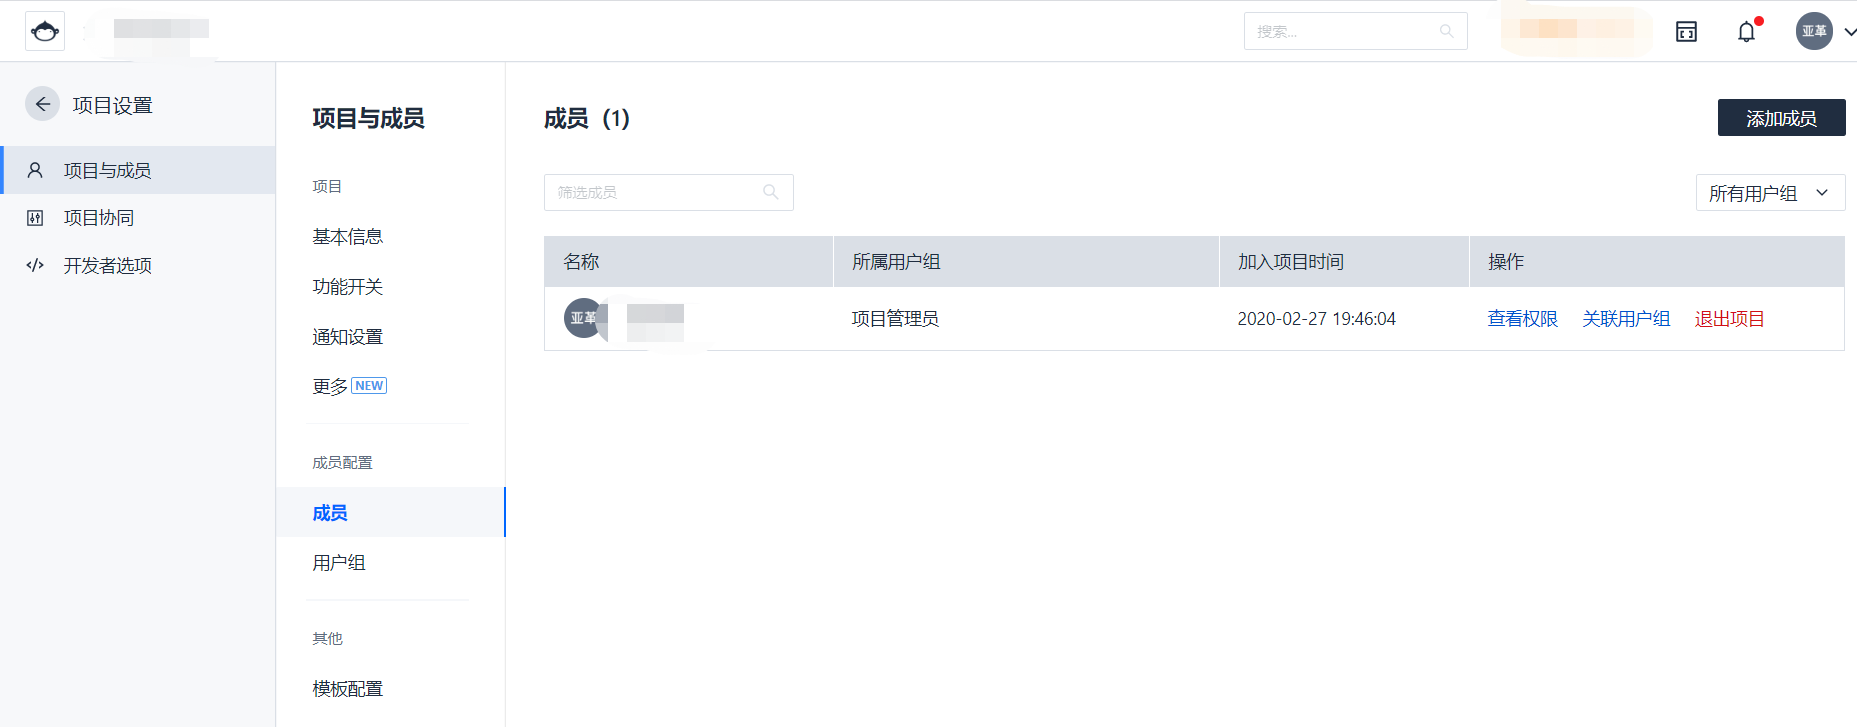 搜索...
亚革
项目设置
项目与成员
项目协同
开发者选项
项目与成员
项目
基本信息
功能开关
通知设置
更多 NEW
成员配置
成员
用户组
其他
模板配置
成员（1）
添加成员
筛选成员
所有用户组
名称 所属用户组 加入项目时间 操作
亚革 项目管理员 2020-02-27 19:46:04 查看权限 关联用户组 退出项目